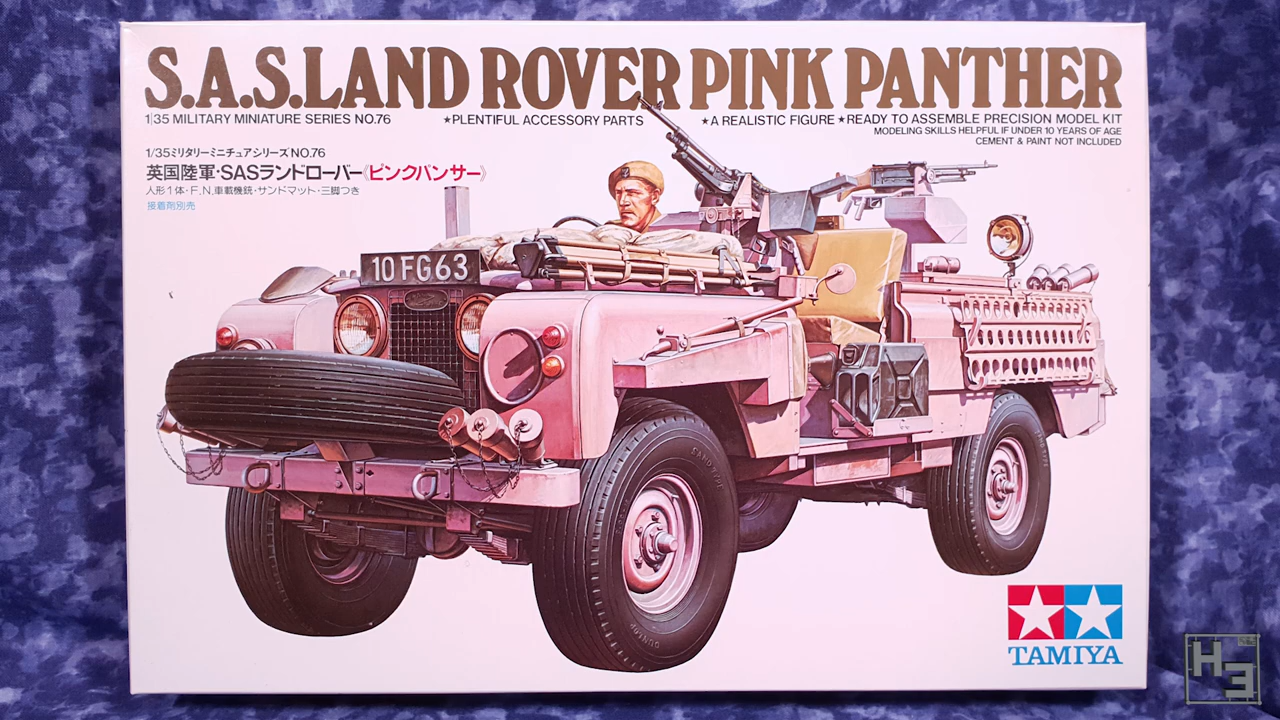 S.A.S.LAND ROVER PINK PANTHER
1/35 MILITARY MINIATURE SERIES NO.76 ★PLENTIFUL ACCESSORY PARTS ★A REALISTIC FIGURE ★READY TO ASSEMBLE PRECISION MODEL KIT
MODELING SKILLS HELPFUL IF UNDER 10 YEARS OF AGE
CEMENT & PAINT NOT INCLUDED
1/35ミリタリーミニチュアシリーズNO.76
英国陸軍・SASランドローバー《ピンクパンサー》
人形1体・F.N.車載機銃・サンドマット・三脚つき
接着剤別売
10 FG63
DUNLOP
TAMIYA
H3